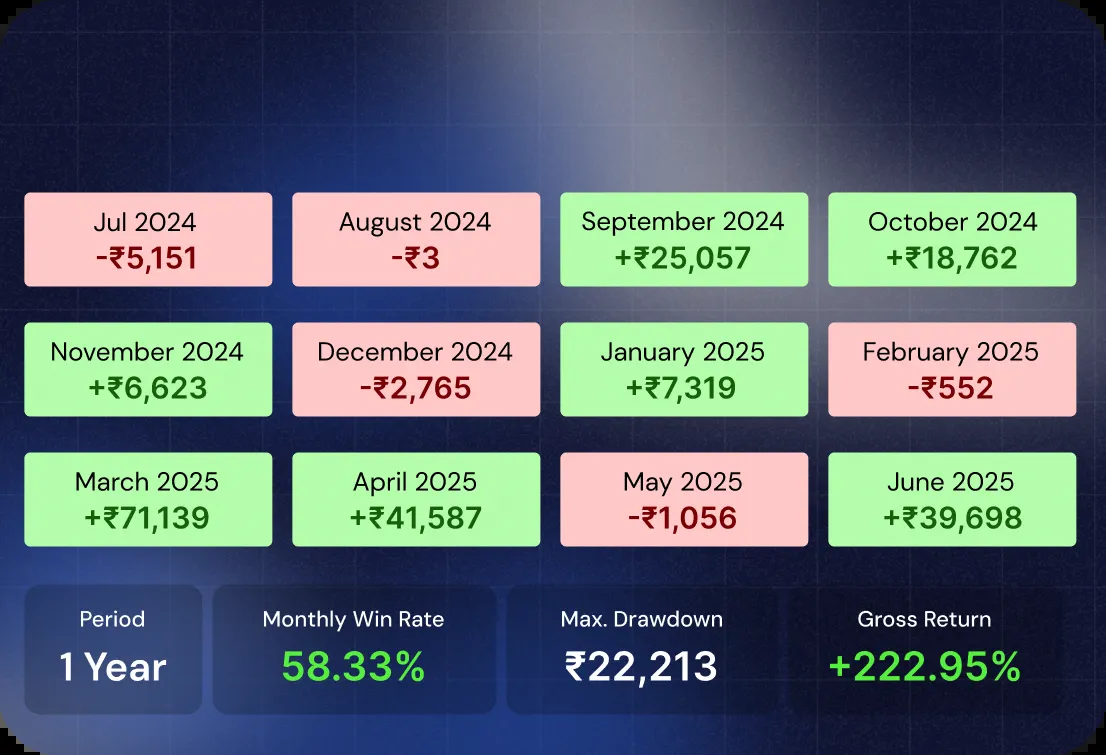 Jul 2024
-₹5,151
August 2024
-₹3
September 2024
+₹25,057
October 2024
+₹18,762
November 2024
+₹6,623
December 2024
-₹2,765
January 2025
+₹7,319
February 2025
-₹552
March 2025
+₹71,139
April 2025
+₹41,587
May 2025
-₹1,056
June 2025
+₹39,698
Period
1 Year
Monthly Win Rate
58.33%
Max. Drawdown
₹22,213
Gross Return
+222.95%